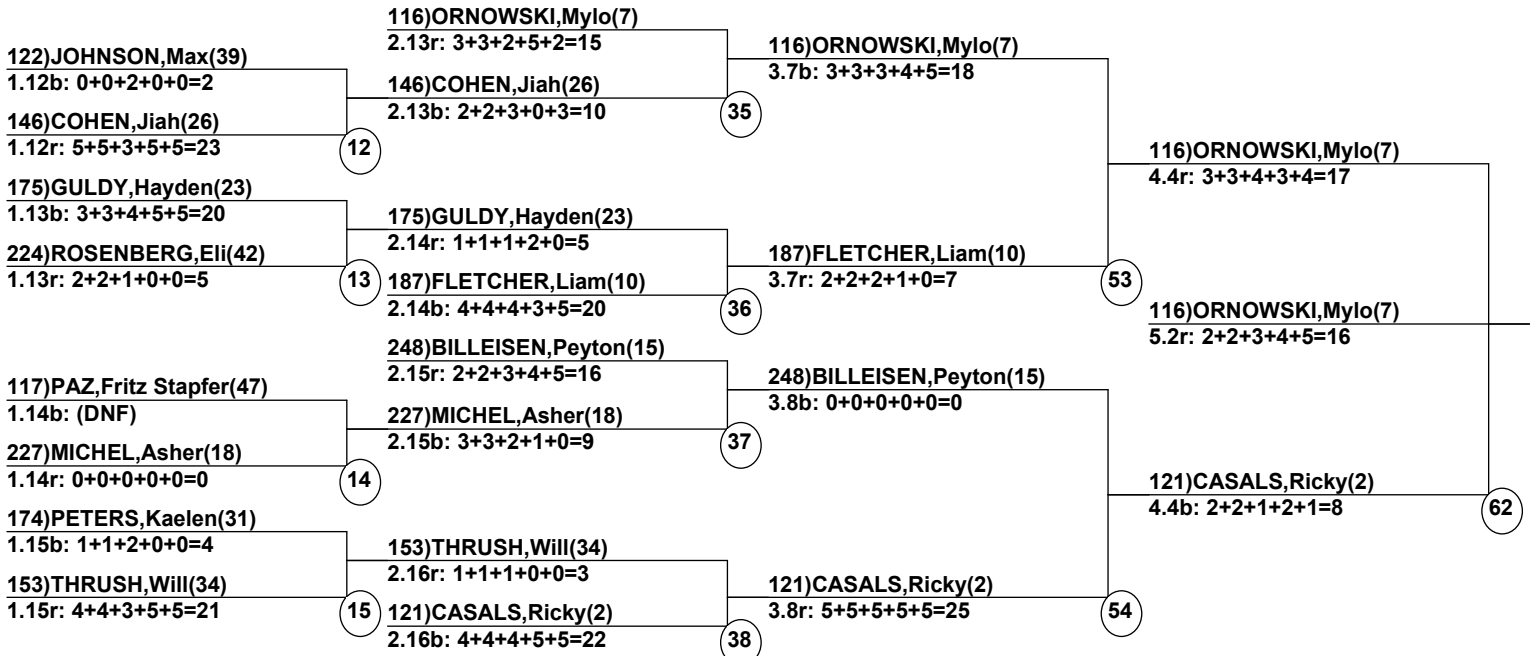 122)JOHNSON,Max(39)
1.12b: 0+0+2+0+0=2
146)COHEN,Jiah(26)
1.12r: 5+5+3+5+5=23
12
175)GULDY,Hayden(23)
1.13b: 3+3+4+5+5=20
224)ROSENBERG,Eli(42)
1.13r: 2+2+1+0+0=5
13
117)PAZ,Fritz Stapfer(47)
1.14b: (DNF)
227)MICHEL,Asher(18)
1.14r: 0+0+0+0+0=0
14
174)PETERS,Kaelen(31)
1.15b: 1+1+2+0+0=4
153)THRUSH,Will(34)
1.15r: 4+4+3+5+5=21
15
116)ORNOWSKI,Mylo(7)
2.13r: 3+3+2+5+2=15
146)COHEN,Jiah(26)
2.13b: 2+2+3+0+3=10
35
175)GULDY,Hayden(23)
2.14r: 1+1+1+2+0=5
187)FLETCHER,Liam(10)
2.14b: 4+4+4+3+5=20
36
248)BILLEISEN,Peyton(15)
2.15r: 2+2+3+4+5=16
227)MICHEL,Asher(18)
2.15b: 3+3+2+1+0=9
37
153)THRUSH,Will(34)
2.16r: 1+1+1+0+0=3
121)CASALS,Ricky(2)
2.16b: 4+4+4+5+5=22
38
116)ORNOWSKI,Mylo(7)
3.7b: 3+3+3+4+5=18
187)FLETCHER,Liam(10)
3.7r: 2+2+2+1+0=7
53
248)BILLEISEN,Peyton(15)
3.8b: 0+0+0+0+0=0
121)CASALS,Ricky(2)
3.8r: 5+5+5+5+5=25
54
116)ORNOWSKI,Mylo(7)
4.4r: 3+3+4+3+4=17
116)ORNOWSKI,Mylo(7)
5.2r: 2+2+3+4+5=16
121)CASALS,Ricky(2)
4.4b: 2+2+1+2+1=8
62